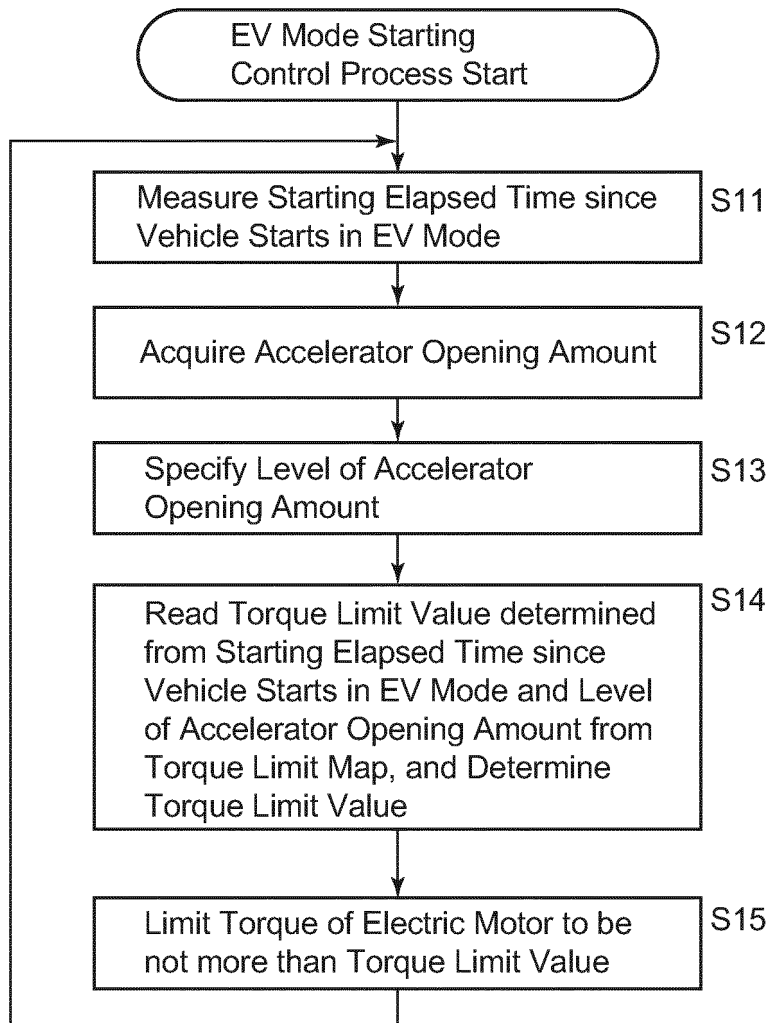 EV Mode Starting
Control Process Start
Measure Starting Elapsed Time since
Vehicle Starts in EV Mode
S11
Acquire Accelerator Opening Amount
S12
Specify Level of Accelerator
Opening Amount
S13
Read Torque Limit Value determined
from Starting Elapsed Time since
Vehicle Starts in EV Mode and Level
of Accelerator Opening Amount from
Torque Limit Map, and Determine
Torque Limit Value
S14
Limit Torque of Electric Motor to be
not more than Torque Limit Value
S15